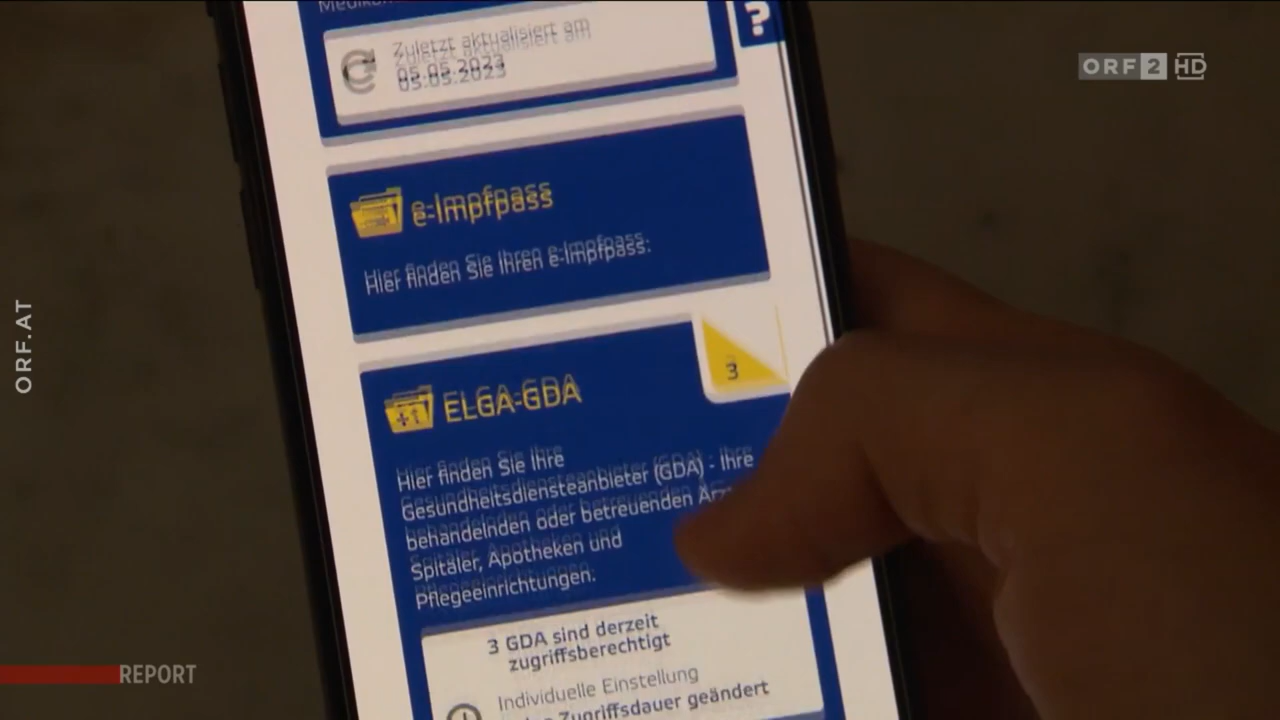 Zuletzt aktualisiert am
05.05.2023
?
ORF 2 HD
e-Impfpass
Hier finden Sie Ihren e-Impfpass:
3
ELGA-GDA
Hier finden Sie Ihre
Gesundheitsdiensteanbieter (GDA) - Ihre
behandelnden oder betreuenden
Spitäler, Apotheken und
Pflegeeinrichtungen:
3 GDA sind derzeit
zugriffsberechtigt
Individuelle Einstellung
Zugriffsdauer geändert
ORF.AT
REPORT